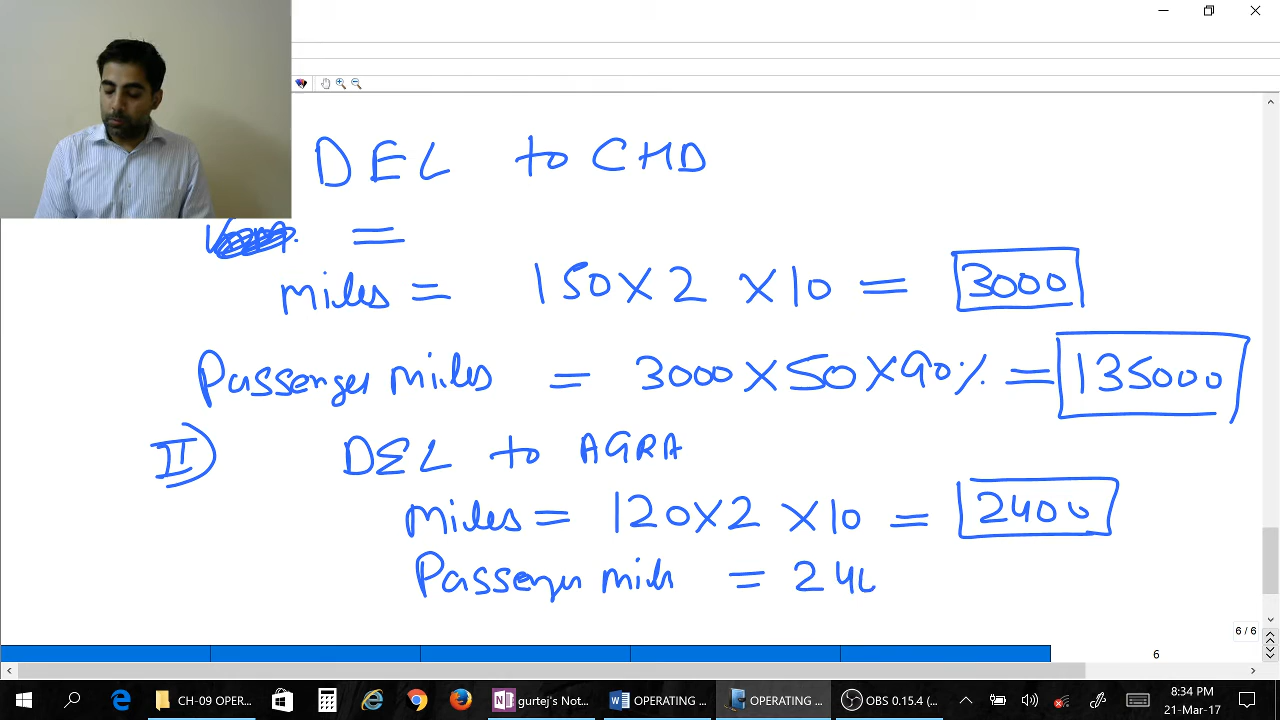 DEL to CHD
=
miles = 150 X 2 X 10 = 3000
Passenger miles = 3000 X 50 X 90% = 135000
II) DEL to AGRA
miles = 120 X 2 X 10 = 2400
Passenger mile = 240
6 / 6
6
CH-09 OPER...
gurtej's Not...
OPERATING ...
OPERATING ...
OBS 0.15.4 (...
8:34 PM
21-Mar-17